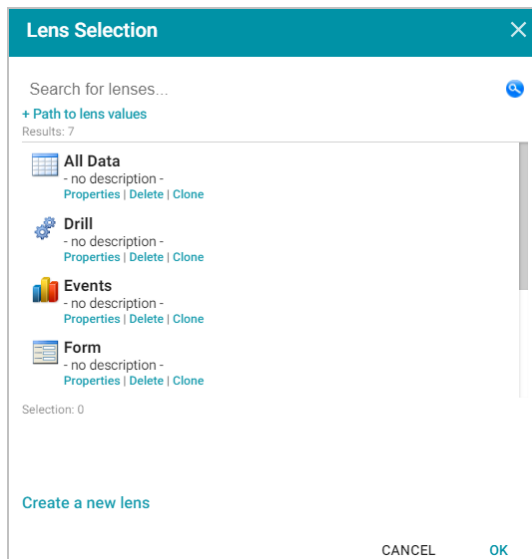 Lens Selection
Search for lenses...
+ Path to lens values
Results: 7
All Data
- no description -
Properties | Delete | Clone
Drill
- no description -
Properties | Delete | Clone
Events
- no description -
Properties | Delete | Clone
Form
- no description -
Properties | Delete | Clone
Selection: 0
Create a new lens
CANCEL OK